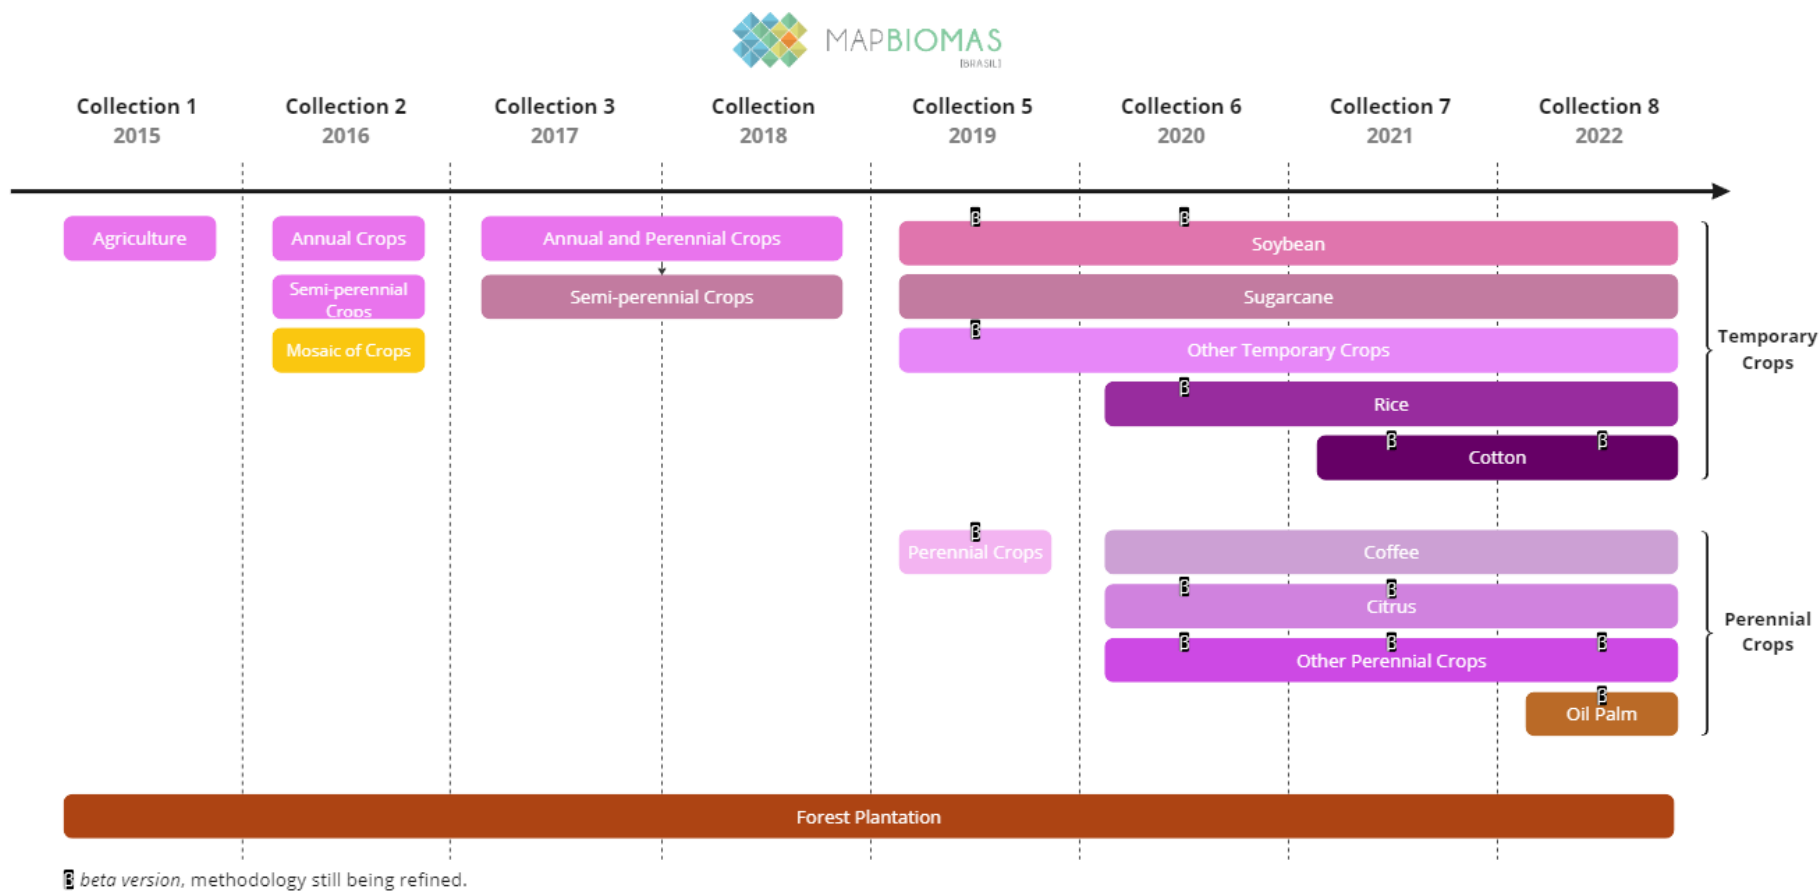 MAPBIOMAS
[BRASIL]
Collection 1
2015
Collection 2
2016
Collection 3
2017
Collection
2018
Collection 5
2019
Collection 6
2020
Collection 7
2021
Collection 8
2022
Agriculture
Annual Crops
Semi-perennial
Crops
Mosaic of Crops
Annual and Perennial Crops
Semi-perennial Crops
β
β
Soybean
Sugarcane
β
Other Temporary Crops
β
Rice
β
β
Cotton
Temporary
Crops
β
Perennial Crops
Coffee
β
β
Citrus
β
β
β
Other Perennial Crops
β
Oil Palm
Perennial
Crops
Forest Plantation
β beta version, methodology still being refined.